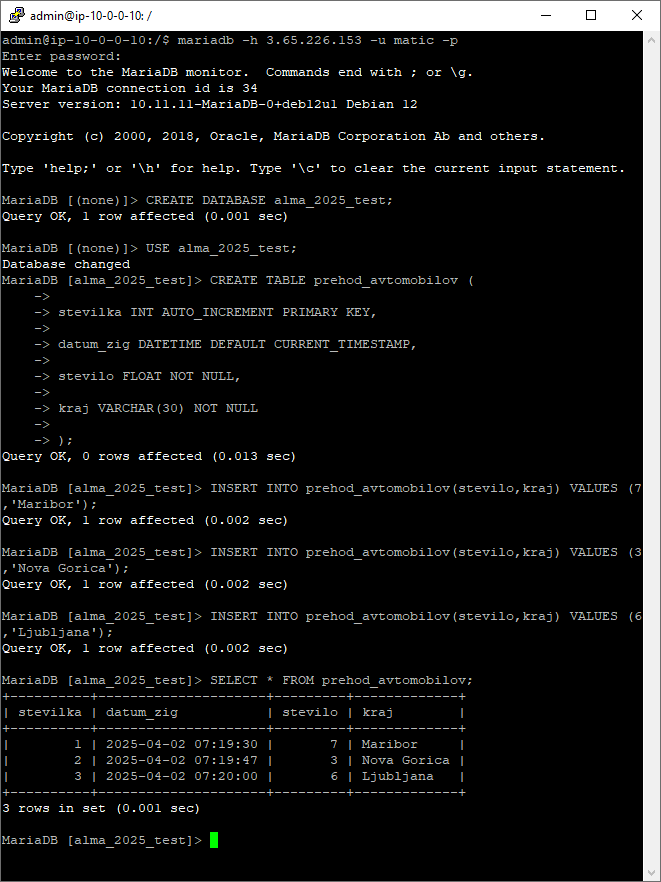 admin@ip-10-0-0-10: /
admin@ip-10-0-0-10:/$ mariadb -h 3.65.226.153 -u matic -p
Enter password:
Welcome to the MariaDB monitor.  Commands end with ; or \g.
Your MariaDB connection id is 34
Server version: 10.11.11-MariaDB-0+deb12u1 Debian 12

Copyright (c) 2000, 2018, Oracle, MariaDB Corporation Ab and others.

Type 'help;' or '\h' for help. Type '\c' to clear the current input statement.

MariaDB [(none)]> CREATE DATABASE alma_2025_test;
Query OK, 1 row affected (0.001 sec)

MariaDB [(none)]> USE alma_2025_test;
Database changed
MariaDB [alma_2025_test]> CREATE TABLE prehod_avtomobilov (
    ->
    -> stevilka INT AUTO_INCREMENT PRIMARY KEY,
    ->
    -> datum_zig DATETIME DEFAULT CURRENT_TIMESTAMP,
    ->
    -> stevilo FLOAT NOT NULL,
    ->
    -> kraj VARCHAR(30) NOT NULL
    ->
    -> );
Query OK, 0 rows affected (0.013 sec)

MariaDB [alma_2025_test]> INSERT INTO prehod_avtomobilov(stevilo,kraj) VALUES (7
,'Maribor');
Query OK, 1 row affected (0.002 sec)

MariaDB [alma_2025_test]> INSERT INTO prehod_avtomobilov(stevilo,kraj) VALUES (3
,'Nova Gorica');
Query OK, 1 row affected (0.002 sec)

MariaDB [alma_2025_test]> INSERT INTO prehod_avtomobilov(stevilo,kraj) VALUES (6
,'Ljubljana');
Query OK, 1 row affected (0.002 sec)

MariaDB [alma_2025_test]> SELECT * FROM prehod_avtomobilov;
+----------+---------------------+---------+-------------+
| stevilka | datum_zig           | stevilo | kraj        |
+----------+---------------------+---------+-------------+
|        1 | 2025-04-02 07:19:30 |       7 | Maribor     |
|        2 | 2025-04-02 07:19:47 |       3 | Nova Gorica |
|        3 | 2025-04-02 07:20:00 |       6 | Ljubljana   |
+----------+---------------------+---------+-------------+
3 rows in set (0.001 sec)

MariaDB [alma_2025_test]>